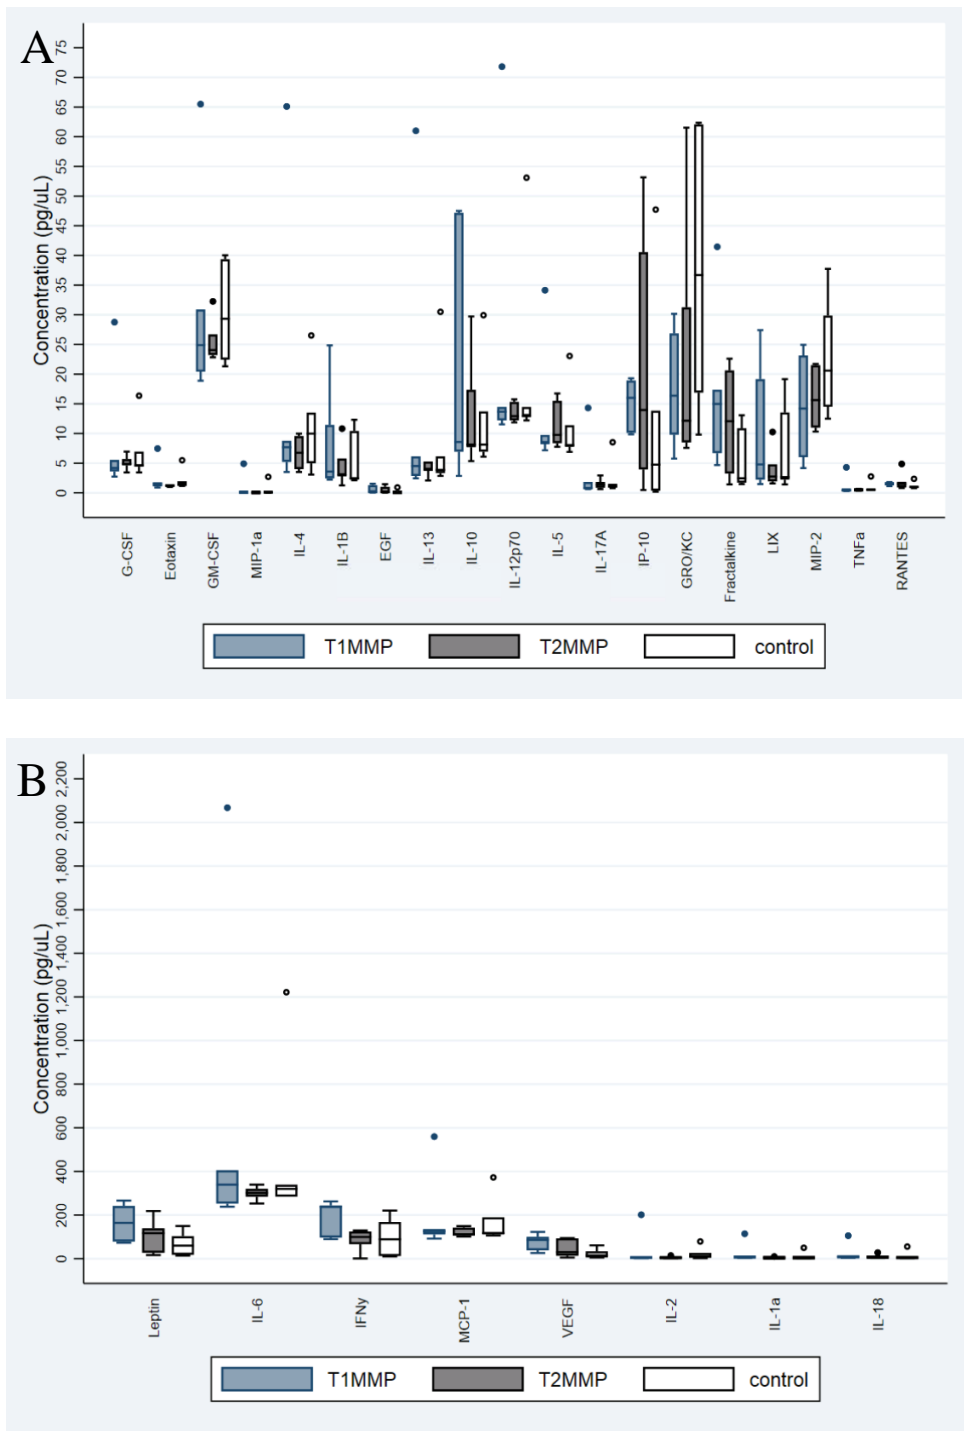 A
Concentration (pg/uL)
75
70
65
60
55
50
45
40
35
30
25
20
15
10
5
0
G-CSF
Eotaxin
GM-CSF
MIP-1a
IL-4
IL-1B
EGF
IL-13
IL-10
IL-12p70
IL-5
IL-17A
IP-10
GRO/KC
Fractalkine
LIX
MIP-2
TNFa
RANTES
T1MMP T2MMP control
B
Concentration (pg/uL)
2,200
2,000
1,800
1,600
1,400
1,200
1,000
800
600
400
200
0
Leptin
IL-6
IFNy
MCP-1
VEGF
IL-2
IL-1a
IL-18
T1MMP T2MMP control